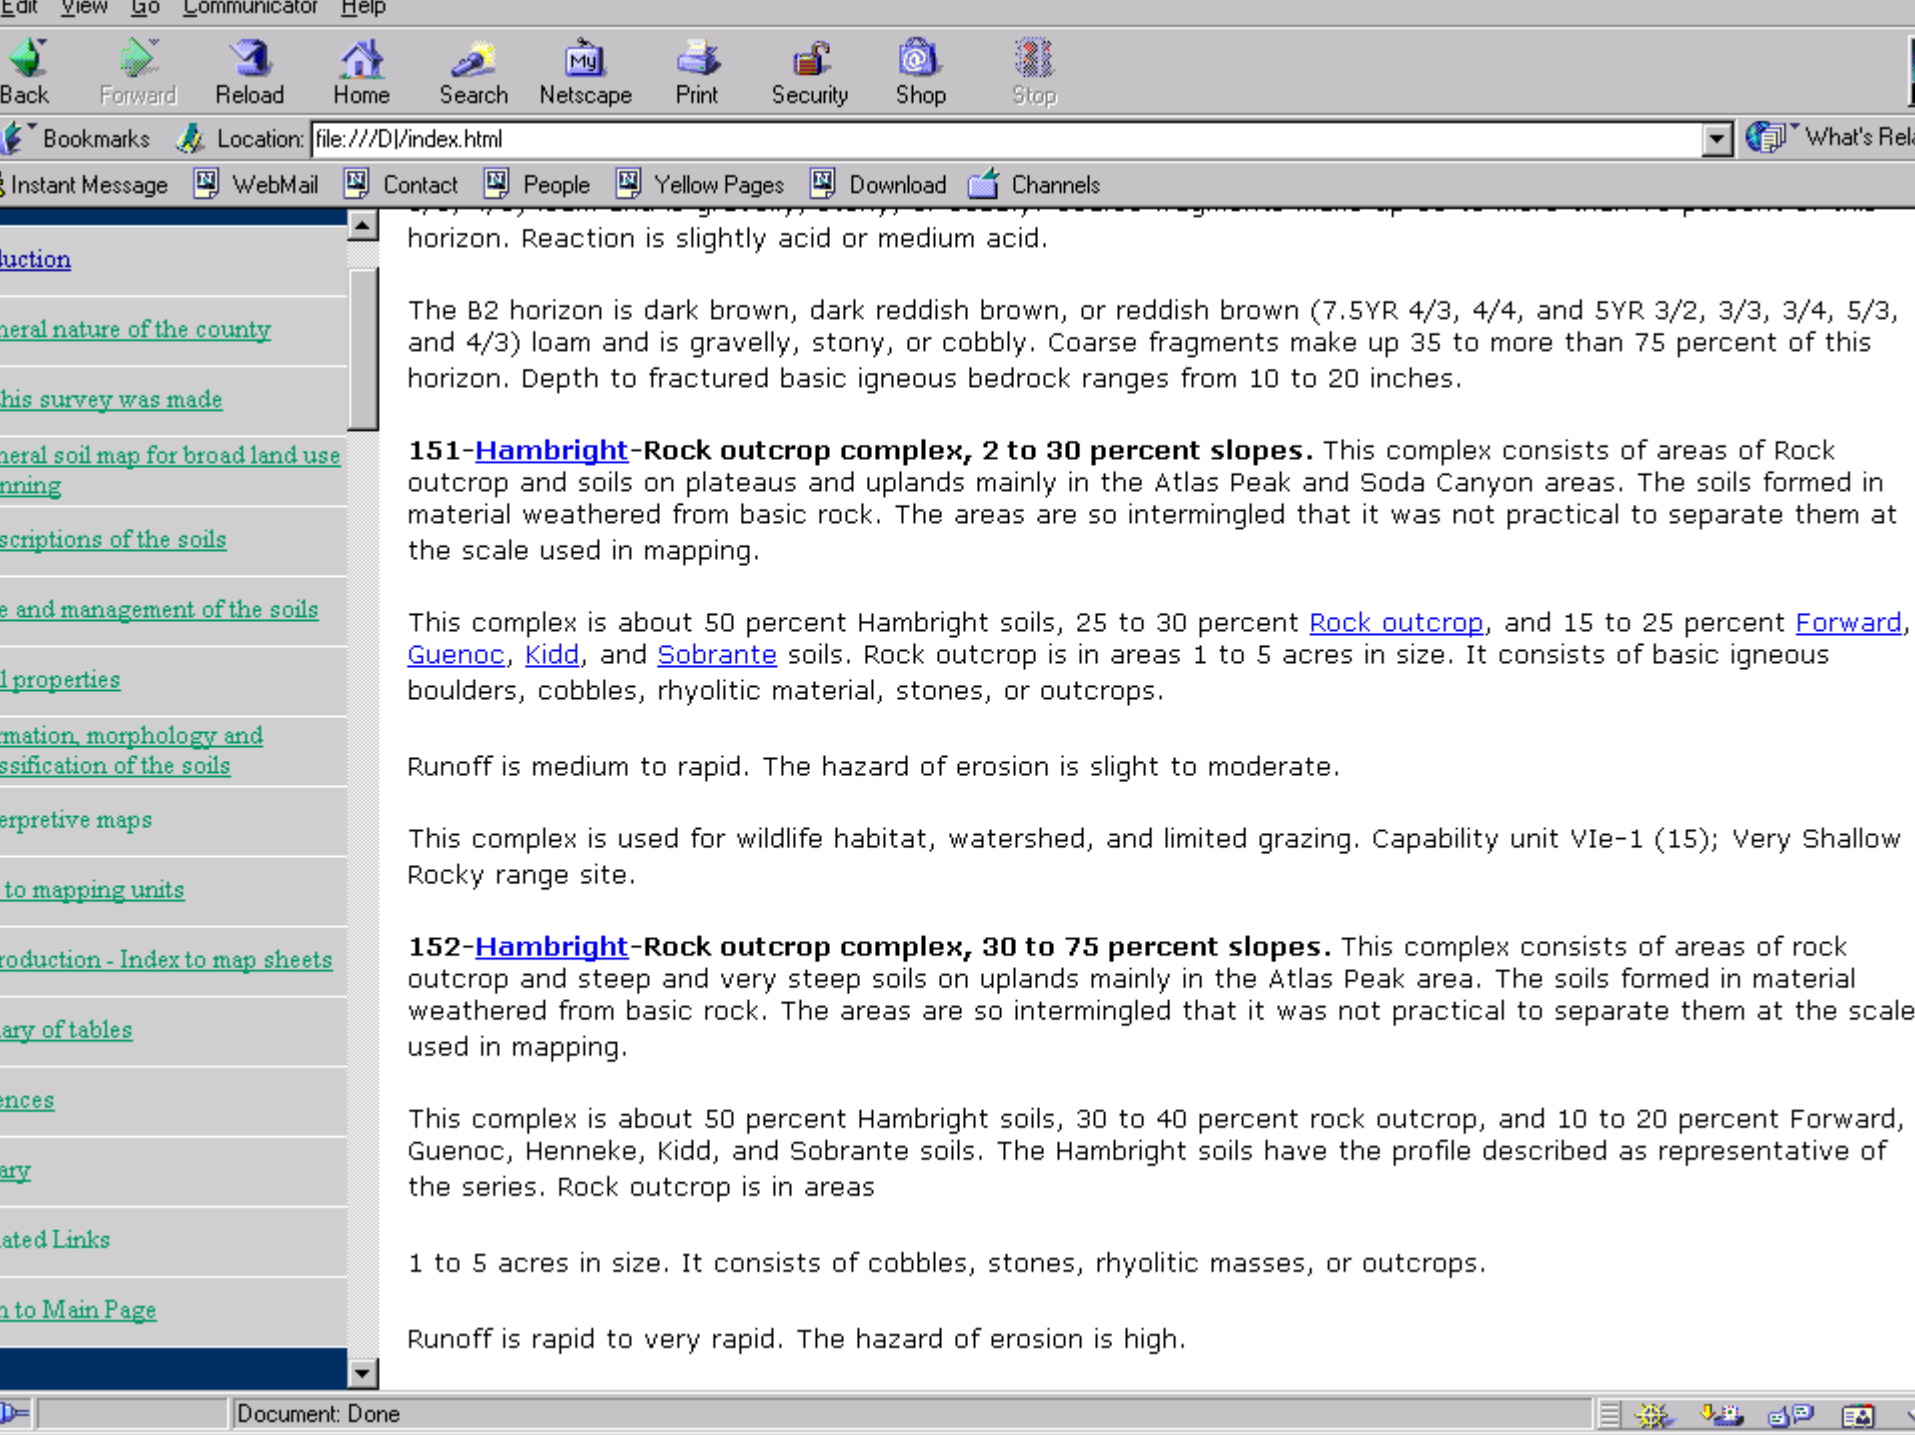 Edit View Go Communicator Help
Back Forward Reload Home Search Netscape Print Security Shop Stop
Bookmarks Location: file:///D|/index.html What's Rela
Instant Message WebMail Contact People Yellow Pages Download Channels
horizon. Reaction is slightly acid or medium acid.
The B2 horizon is dark brown, dark reddish brown, or reddish brown (7.5YR 4/3, 4/4, and 5YR 3/2, 3/3, 3/4, 5/3,
and 4/3) loam and is gravelly, stony, or cobbly. Coarse fragments make up 35 to more than 75 percent of this
horizon. Depth to fractured basic igneous bedrock ranges from 10 to 20 inches.
151-Hambright-Rock outcrop complex, 2 to 30 percent slopes. This complex consists of areas of Rock
outcrop and soils on plateaus and uplands mainly in the Atlas Peak and Soda Canyon areas. The soils formed in
material weathered from basic rock. The areas are so intermingled that it was not practical to separate them at
the scale used in mapping.
This complex is about 50 percent Hambright soils, 25 to 30 percent Rock outcrop, and 15 to 25 percent Forward,
Guenoc, Kidd, and Sobrante soils. Rock outcrop is in areas 1 to 5 acres in size. It consists of basic igneous
boulders, cobbles, rhyolitic material, stones, or outcrops.
Runoff is medium to rapid. The hazard of erosion is slight to moderate.
This complex is used for wildlife habitat, watershed, and limited grazing. Capability unit VIe-1 (15); Very Shallow
Rocky range site.
152-Hambright-Rock outcrop complex, 30 to 75 percent slopes. This complex consists of areas of rock
outcrop and steep and very steep soils on uplands mainly in the Atlas Peak area. The soils formed in material
weathered from basic rock. The areas are so intermingled that it was not practical to separate them at the scale
used in mapping.
This complex is about 50 percent Hambright soils, 30 to 40 percent rock outcrop, and 10 to 20 percent Forward,
Guenoc, Henneke, Kidd, and Sobrante soils. The Hambright soils have the profile described as representative of
the series. Rock outcrop is in areas
1 to 5 acres in size. It consists of cobbles, stones, rhyolitic masses, or outcrops.
Runoff is rapid to very rapid. The hazard of erosion is high.
luction
neral nature of the county
his survey was made
neral soil map for broad land use
nning
scriptions of the soils
e and management of the soils
l properties
rmation, morphology and
ssification of the soils
erpretive maps
to mapping units
roduction - Index to map sheets
ary of tables
ences
ary
ated Links
n to Main Page
Document: Done